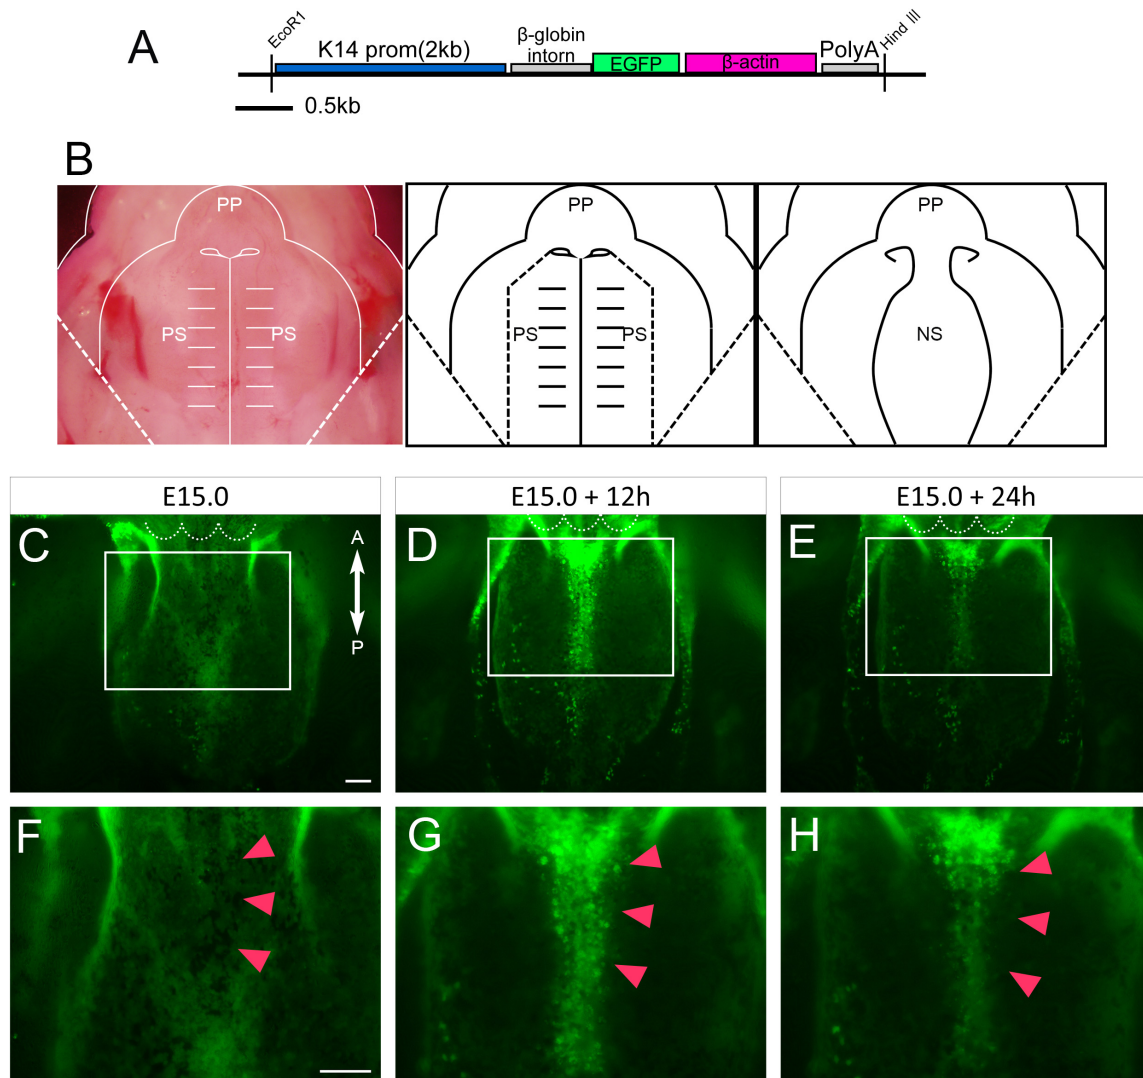 A
EcoR1
K14 prom(2kb)
β-globin
intorn
EGFP
β-actin
PolyA
Hind III
0.5kb
B
PP
PS
PS
PP
PS
PS
PP
NS
E15.0
E15.0 + 12h
E15.0 + 24h
C
A
P
D
E
F
G
H